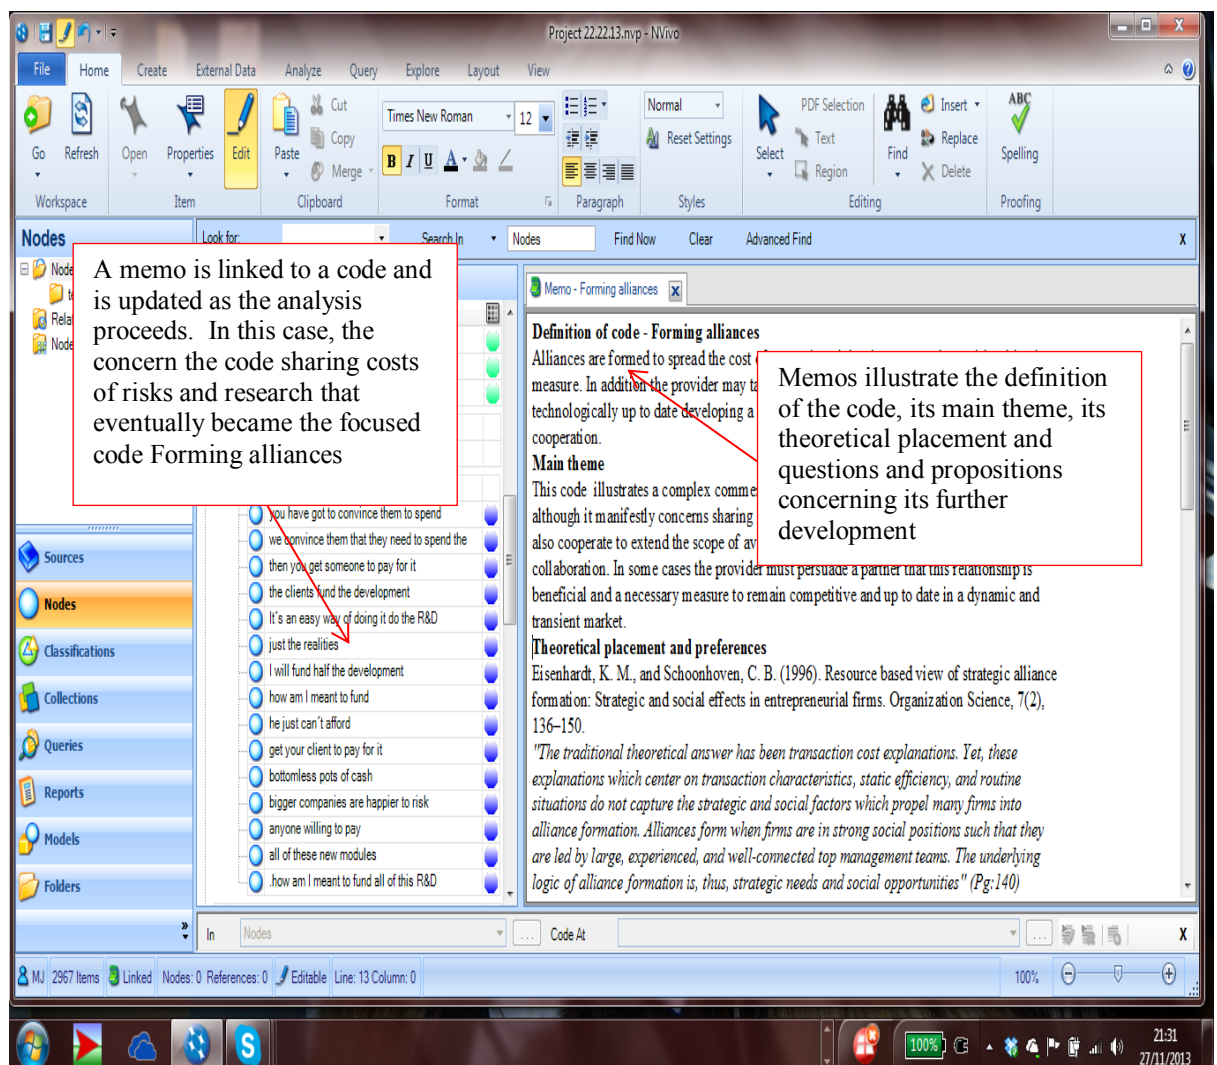 Project 22.22.13.nvp - NVivo
File Home Create External Data Analyze Query Explore Layout View
Go Refresh Open Properties Edit Paste Cut Copy Merge
Times New Roman 12
B I U A
Normal
Reset Settings
Select PDF Selection Text Region Find Insert Replace Delete
ABC
Spelling
Workspace Item Clipboard Format Paragraph Styles Editing Proofing
Nodes
Look for: Search In Nodes Find Now Clear Advanced Find X
A memo is linked to a code and
is updated as the analysis
proceeds. In this case, the
concern the code sharing costs
of risks and research that
eventually became the focused
code Forming alliances
Memo - Forming alliances
Definition of code - Forming alliances
Alliances are formed to spread the cost
measure. In addition the provider may
technologically up to date developing a
cooperation.
Main theme
This code illustrates a complex
although it manifestly concerns sharing
also cooperate to extend the scope of
collaboration. In some cases the provider must persuade a partner that this relationship is
beneficial and a necessary measure to remain competitive and up to date in a dynamic and
transient market.
Theoretical placement and preferences
Eisenhardt, K. M., and Schoonhoven, C. B. (1996). Resource based view of strategic alliance
formation: Strategic and social effects in entrepreneurial firms. Organization Science, 7(2),
136–150.
"The traditional theoretical answer has been transaction cost explanations. Yet, these
explanations which center on transaction characteristics, static efficiency, and routine
situations do not capture the strategic and social factors which propel many firms into
alliance formation. Alliances form when firms are in strong social positions such that they
are led by large, experienced, and well-connected top management teams. The underlying
logic of alliance formation is, thus, strategic needs and social opportunities" (Pg:140)
Memos illustrate the definition
of the code, its main theme, its
theoretical placement and
questions and propositions
concerning its further
development
you have got to convince them to spend
we convince them that they need to spend the
then you get someone to pay for it
the clients fund the development
It´s an easy way of doing it do the R&D
just the realities
I will fund half the development
how am I meant to fund
he just can´t afford
get your client to pay for it
bottomless pots of cash
bigger companies are happier to risk
anyone willing to pay
all of these new modules
.how am I meant to fund all of this R&D
Sources
Nodes
Classifications
Collections
Queries
Reports
Models
Folders
In Nodes ... Code At ... X
MJ 2967 Items Linked Nodes: 0 References: 0 Editable Line: 13 Column: 0 100%
100%
21:31
27/11/2013